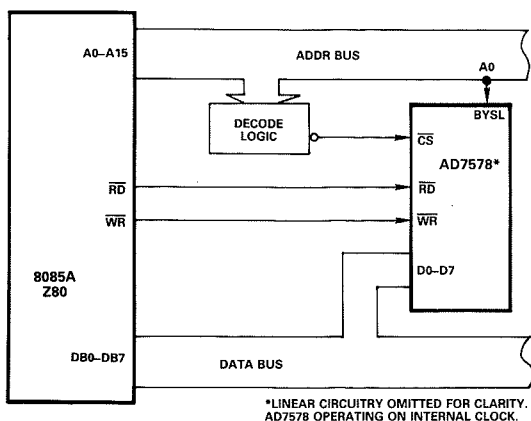 A0–A15
ADDR BUS
A0
BYSL
DECODE
LOGIC
CS
AD7578*
RD
RD
WR
WR
8085A
Z80
D0–D7
DB0–DB7
DATA BUS
*LINEAR CIRCUITRY OMITTED FOR CLARITY.
AD7578 OPERATING ON INTERNAL CLOCK.